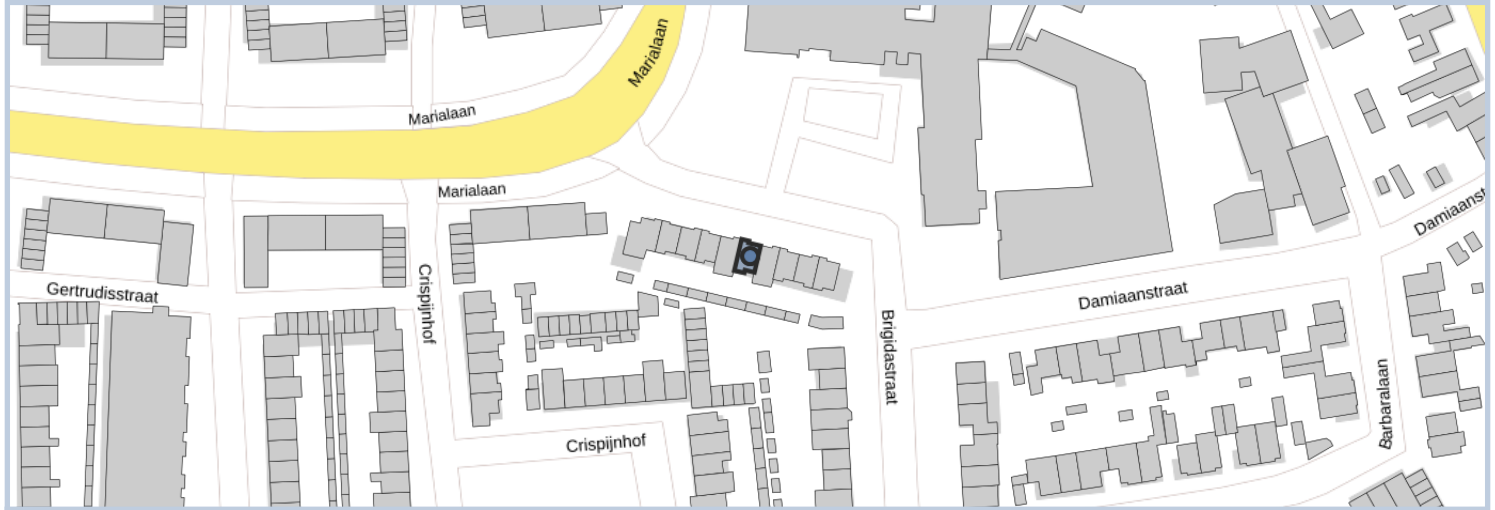 Marialaan
Marialaan
Marialaan
Damiaanst
Gertrudisstraat
Crispijnhof
Damiaanstraat
Brigidastraat
Barbaralaan
Crispijnhof